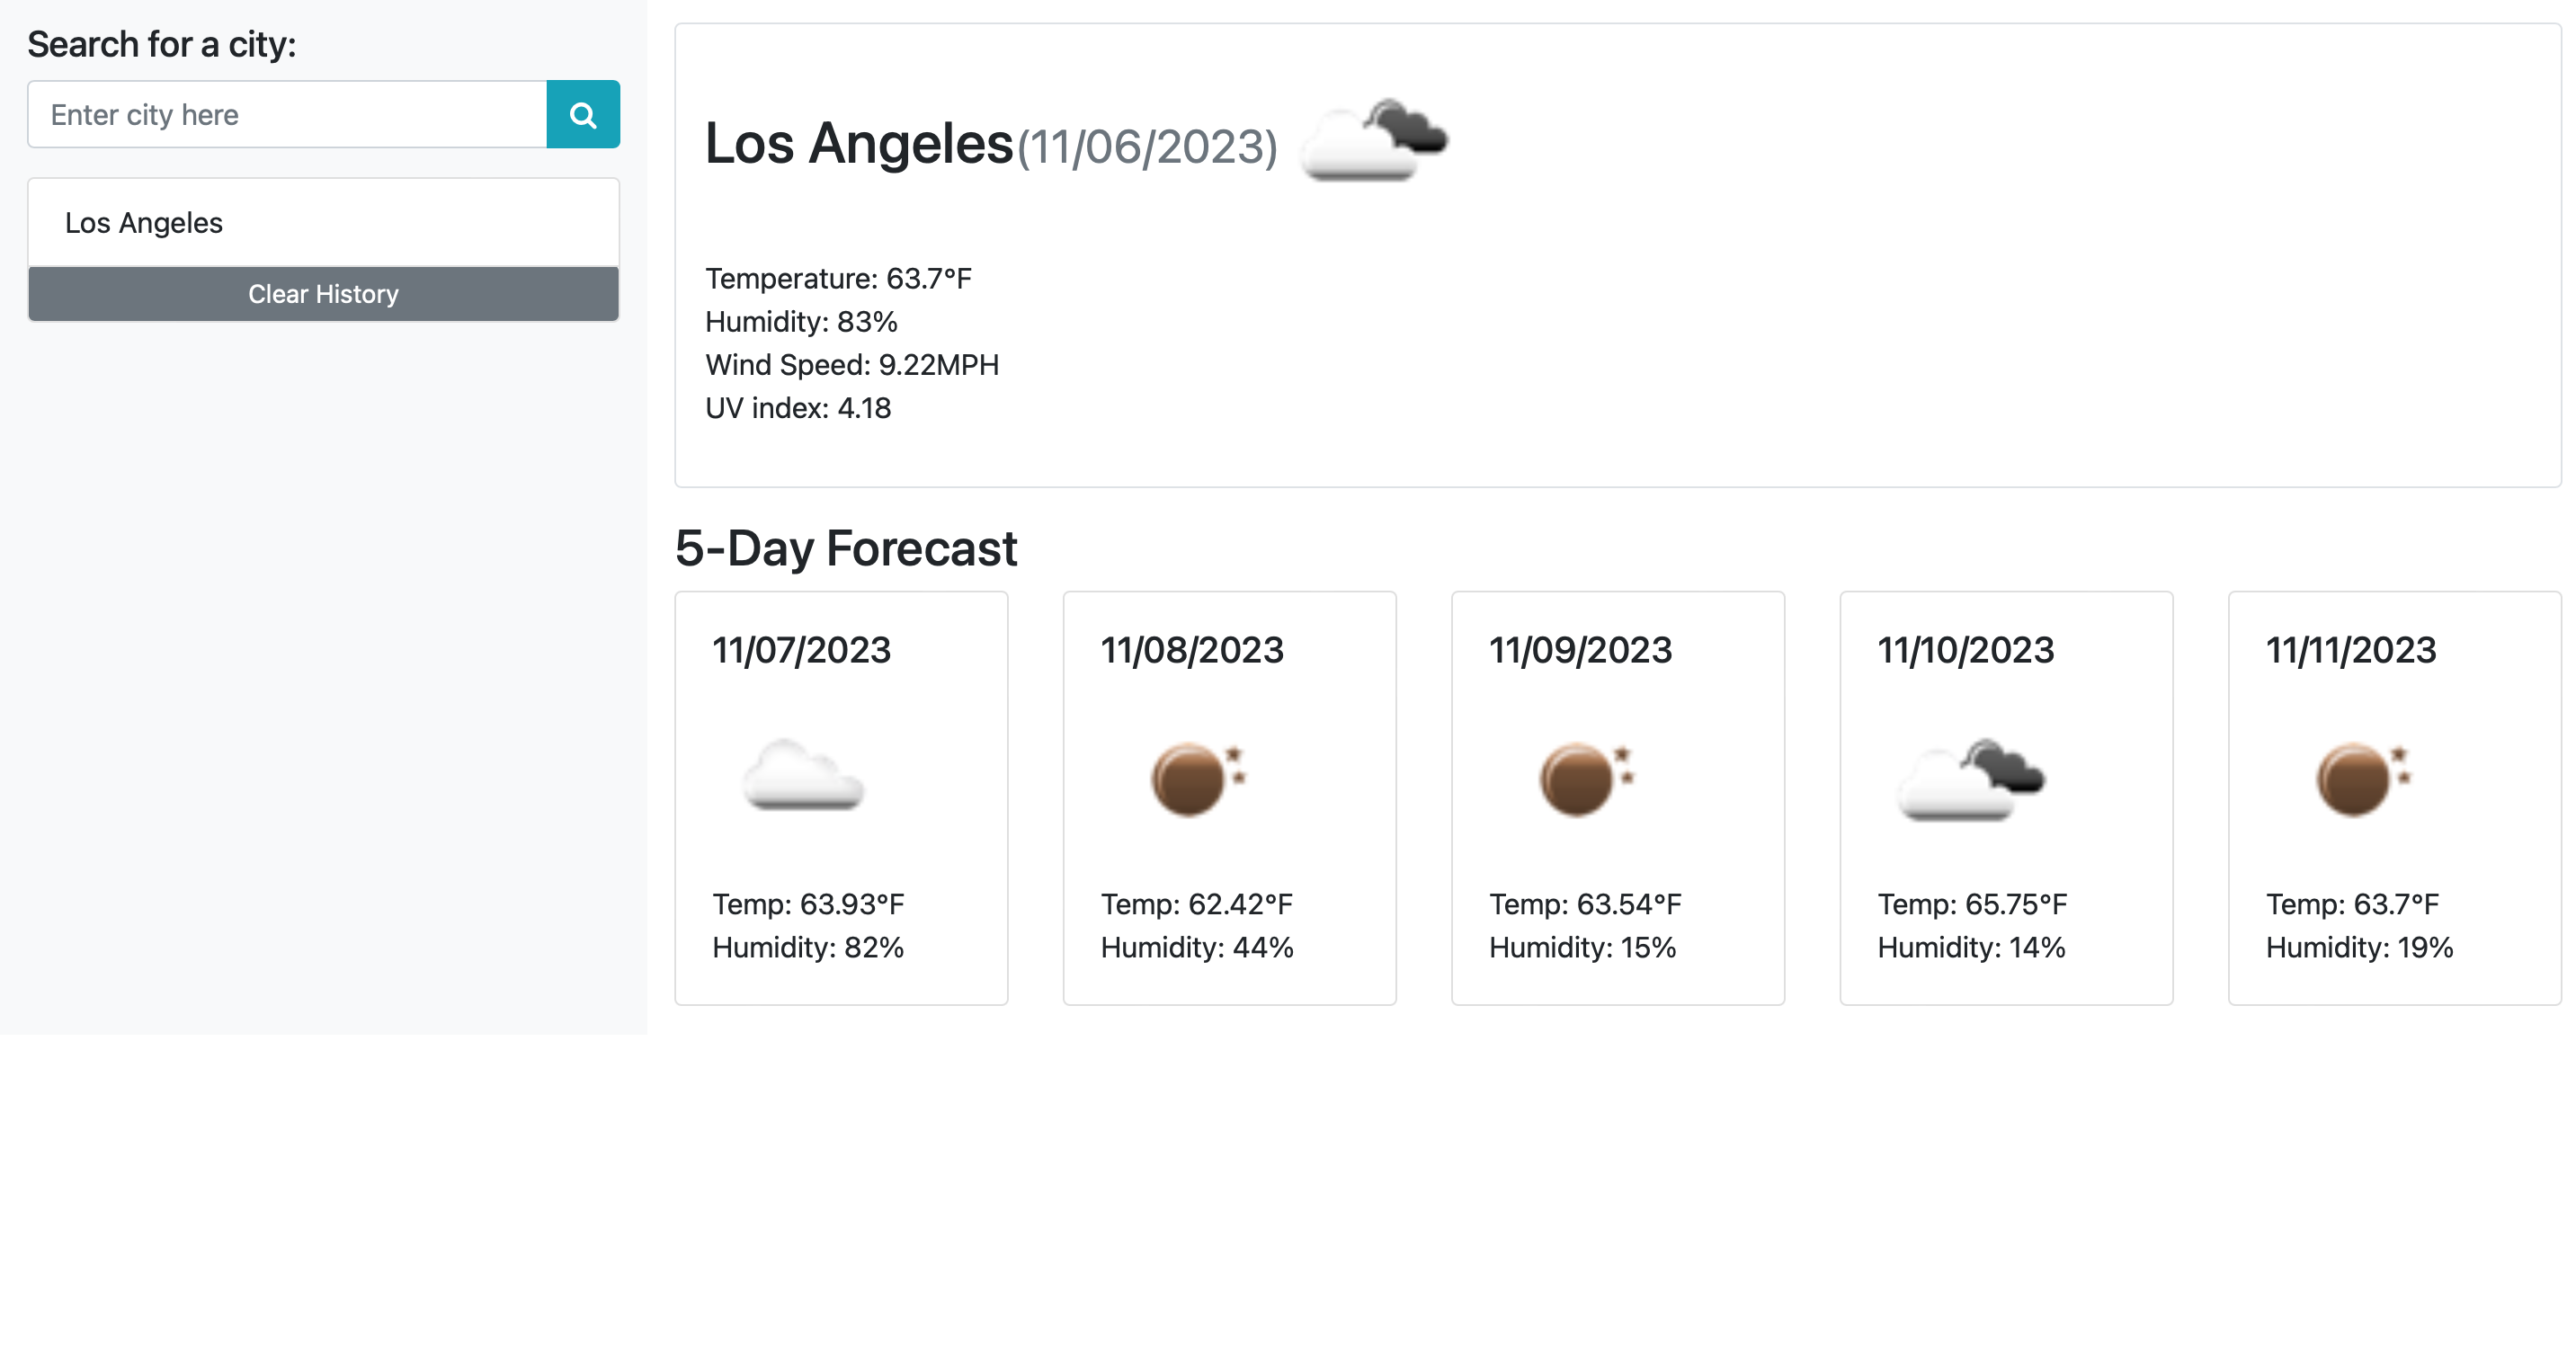 Search for a city:
Enter city here
Los Angeles
Clear History
Los Angeles(11/06/2023)
Temperature: 63.7°F
Humidity: 83%
Wind Speed: 9.22MPH
UV index: 4.18
5-Day Forecast
11/07/2023
Temp: 63.93°F
Humidity: 82%
11/08/2023
Temp: 62.42°F
Humidity: 44%
11/09/2023
Temp: 63.54°F
Humidity: 15%
11/10/2023
Temp: 65.75°F
Humidity: 14%
11/11/2023
Temp: 63.7°F
Humidity: 19%